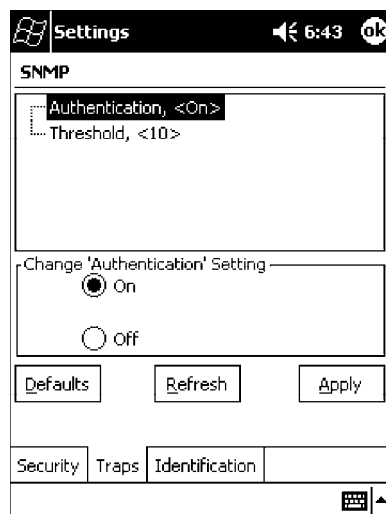 Settings 6:43 ok
SNMP
Authentication, <On>
Threshold, <10>
Change 'Authentication' Setting
On
Off
Defaults Refresh Apply
Security Traps Identification